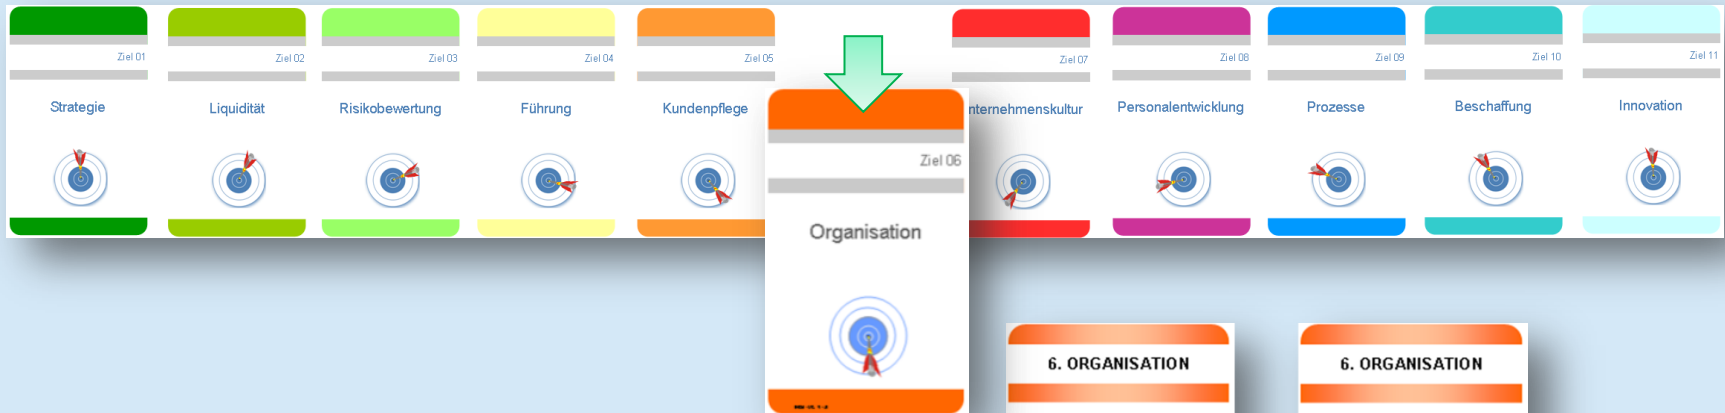 Ziel 01
Strategie
Ziel 02
Liquidität
Ziel 03
Risikobewertung
Ziel 04
Führung
Ziel 05
Kundenpflege
Ziel 06
Organisation
Ziel 07
nternehmenskultur
Ziel 08
Personalentwicklung
Ziel 09
Prozesse
Ziel 10
Beschaffung
Ziel 11
Innovation
6. ORGANISATION
6. ORGANISATION